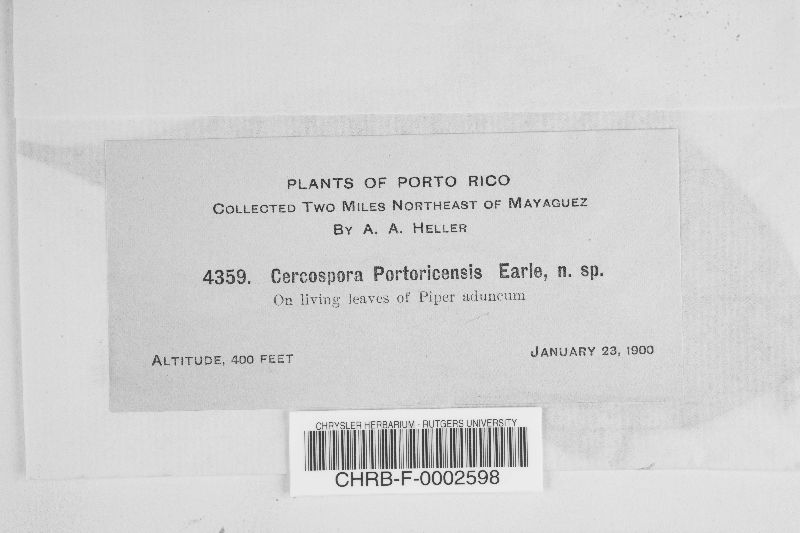 PLANTS OF PORTO RICO
COLLECTED TWO MILES NORTHEAST OF MAYAGUEZ
BY A. A. HELLER
4359. Cercospora Portoricensis Earle, n. sp.
On living leaves of Piper aduncum
ALTITUDE, 400 FEET
JANUARY 23, 1900
CHRYSLER HERBARIUM - RUTGERS UNIVERSITY
CHRB-F-0002598